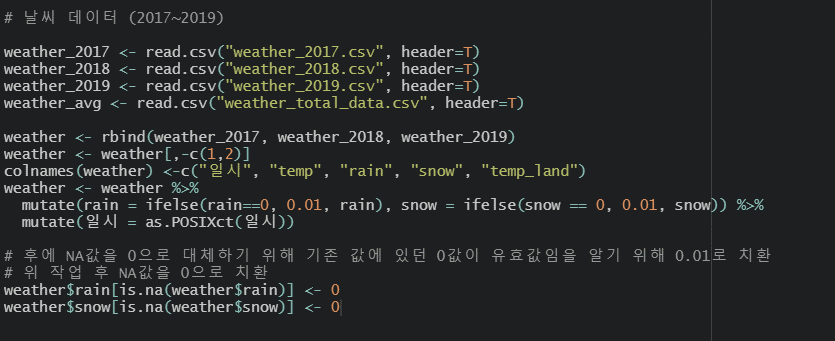 # 날씨 데이터 (2017~2019)
weather_2017 <- read.csv("weather_2017.csv", header=T)
weather_2018 <- read.csv("weather_2018.csv", header=T)
weather_2019 <- read.csv("weather_2019.csv", header=T)
weather_avg <- read.csv("weather_total_data.csv", header=T)
weather <- rbind(weather_2017, weather_2018, weather_2019)
weather <- weather[,-c(1,2)]
colnames(weather) <-c("일시", "temp", "rain", "snow", "temp_land")
weather <- weather %>%
  mutate(rain = ifelse(rain==0, 0.01, rain), snow = ifelse(snow == 0, 0.01, snow)) %>%
  mutate(일시 = as.POSIXct(일시))
# 후에 NA값을 0으로 대체하기 위해 기존 값에 있던 0값이 유효값임을 알기 위해 0.01로 치환
# 위 작업 후 NA값을 0으로 치환
weather$rain[is.na(weather$rain)] <- 0
weather$snow[is.na(weather$snow)] <- 0